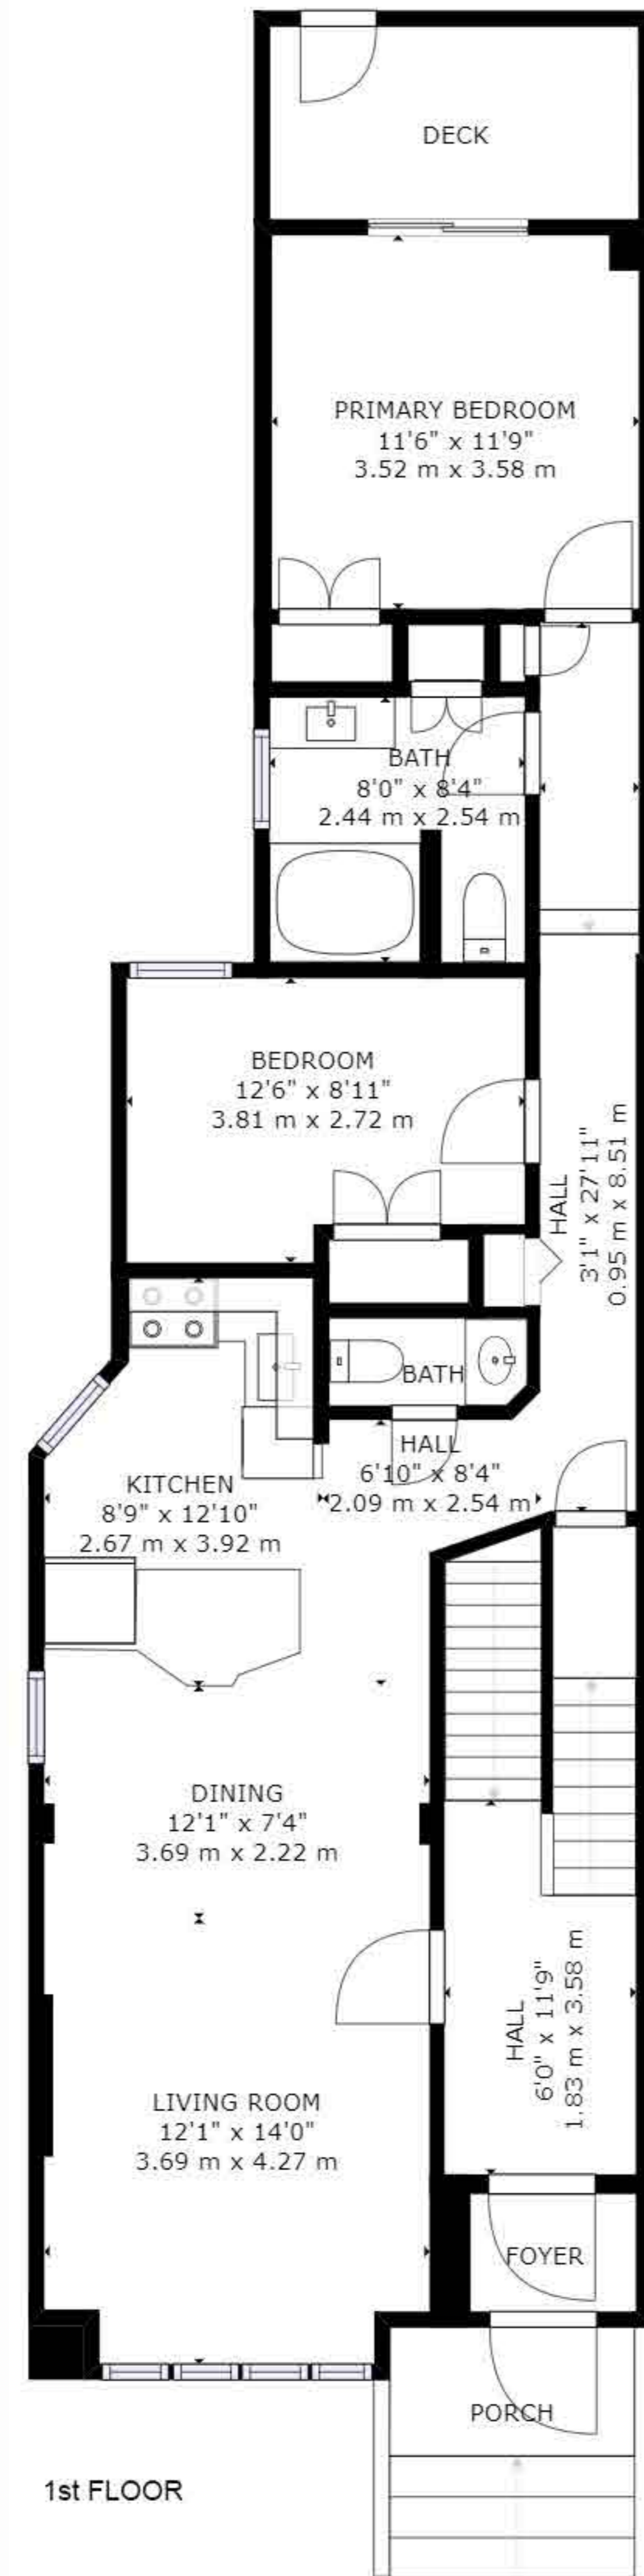 DECK
PRIMARY BEDROOM
11'6" x 11'9"
3.52 m x 3.58 m
BATH
8'0" x 8'4"
2.44 m x 2.54 m
BEDROOM
12'6" x 8'11"
3.81 m x 2.72 m
HALL
3'1" x 27'11"
0.95 m x 8.51 m
BATH
HALL
6'10" x 8'4"
2.09 m x 2.54 m
KITCHEN
8'9" x 12'10"
2.67 m x 3.92 m
DINING
12'1" x 7'4"
3.69 m x 2.22 m
HALL
6'0" x 11'9"
1.83 m x 3.58 m
LIVING ROOM
12'1" x 14'0"
3.69 m x 4.27 m
FOYER
PORCH
1st FLOOR